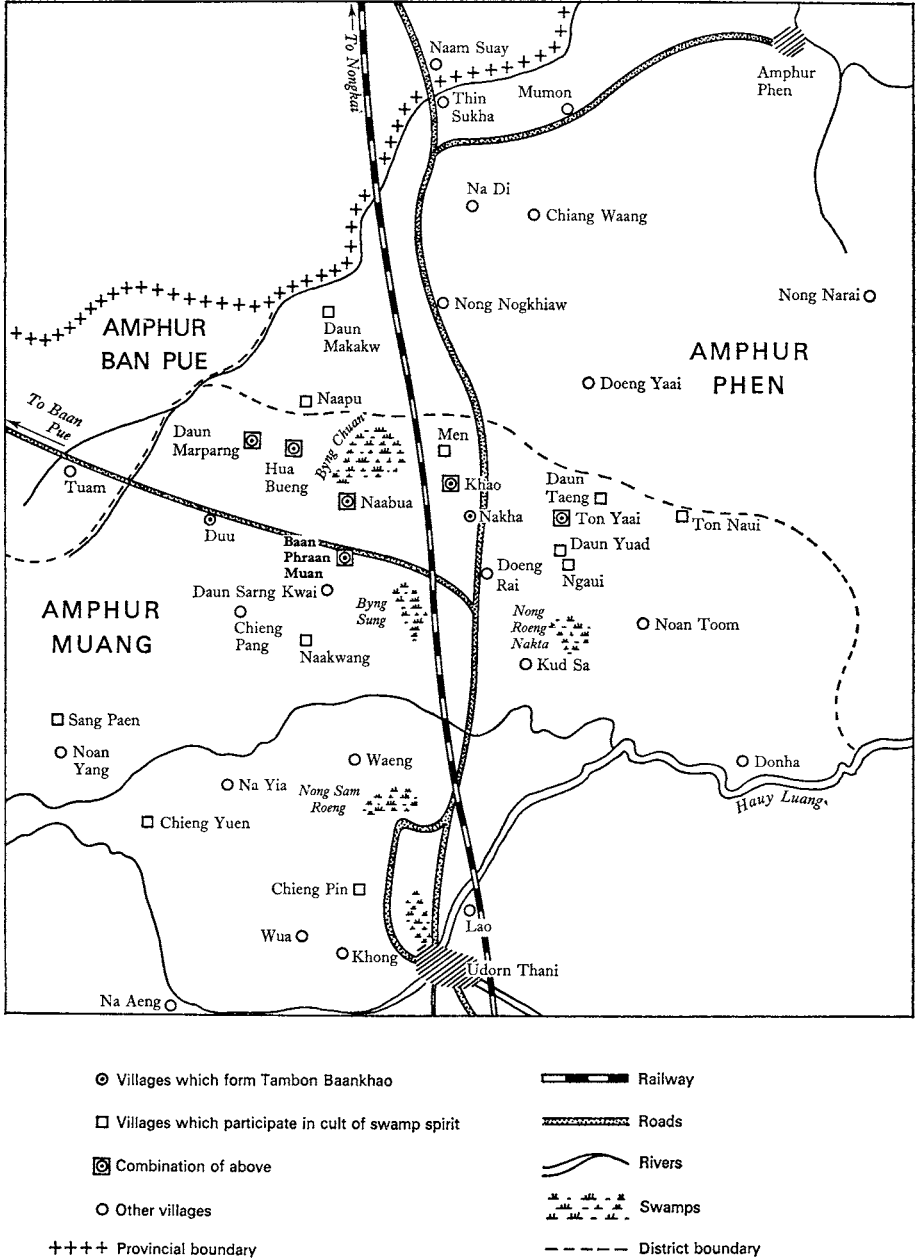 To Nongkai
Naam Suay
Thin
Sukha
Mumon
Amphur
Phen
Na Di
Chiang Waang
Nong Nogkhiaw
Nong Narai
AMPHUR
BAN PUE
Daun
Makakw
AMPHUR
PHEN
Doeng Yaai
Naapu
To Baan
Pue
Daun
Marparng
Hua
Bueng
Byng Chuan
Men
Tuam
Naabua
Khao
Daun
Taeng
Duu
Nakha
Ton Yaai
Ton Naui
Baan
Phraan
Muan
Daun Yuad
Ngaui
Doeng
Rai
Daun Sarng Kwai
Byng
Sung
Nong
Roeng
Nakta
AMPHUR
MUANG
Chieng
Pang
Noan Toom
Naakwang
Kud Sa
Sang Paen
Noan
Yang
Waeng
Donha
Na Yia
Nong Sam
Roeng
Hauy Luang
Chieng Yuen
Chieng Pin
Lao
Wua
Khong
Udorn Thani
Na Aeng
Villages which form Tambon Baankhao
Villages which participate in cult of swamp spirit
Combination of above
Other villages
++++ Provincial boundary
Railway
Roads
Rivers
Swamps
District boundary